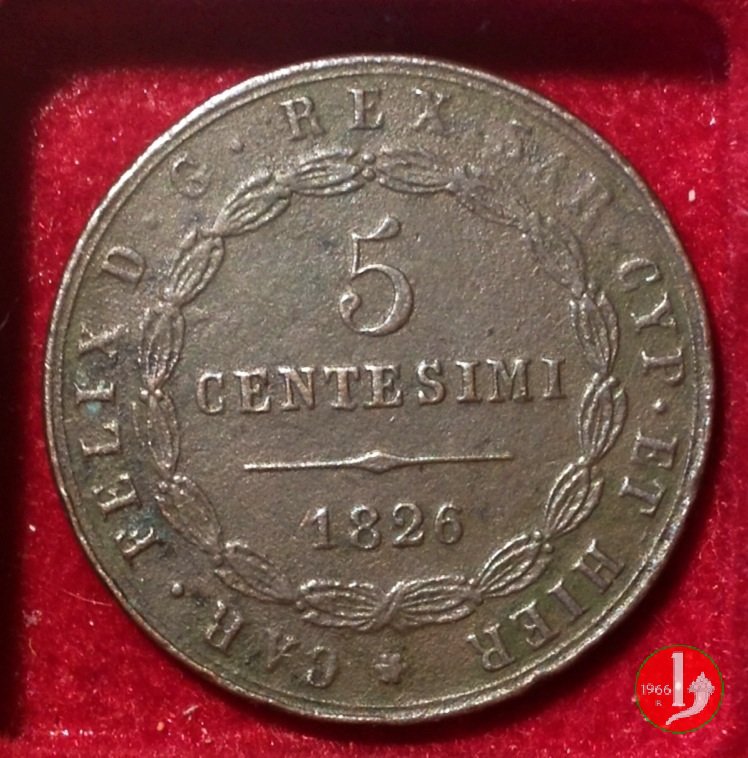 CAR · FELIX D · G · REX · SAR · CYP · ET HIER
5
CENTESIMI
1826
1966